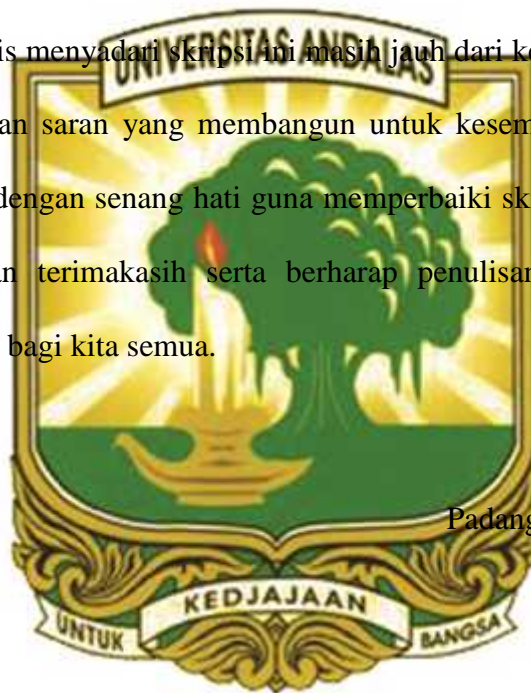 UNIVERSITAS ANDALAS
is menyadari skripsi ini masih jauh dari ke
an saran yang membangun untuk kesem
dengan senang hati guna memperbaiki sk
an terimakasih serta berharap penulisan
bagi kita semua.
Padang
KEDJAJAAN
UNTUK BANGSA